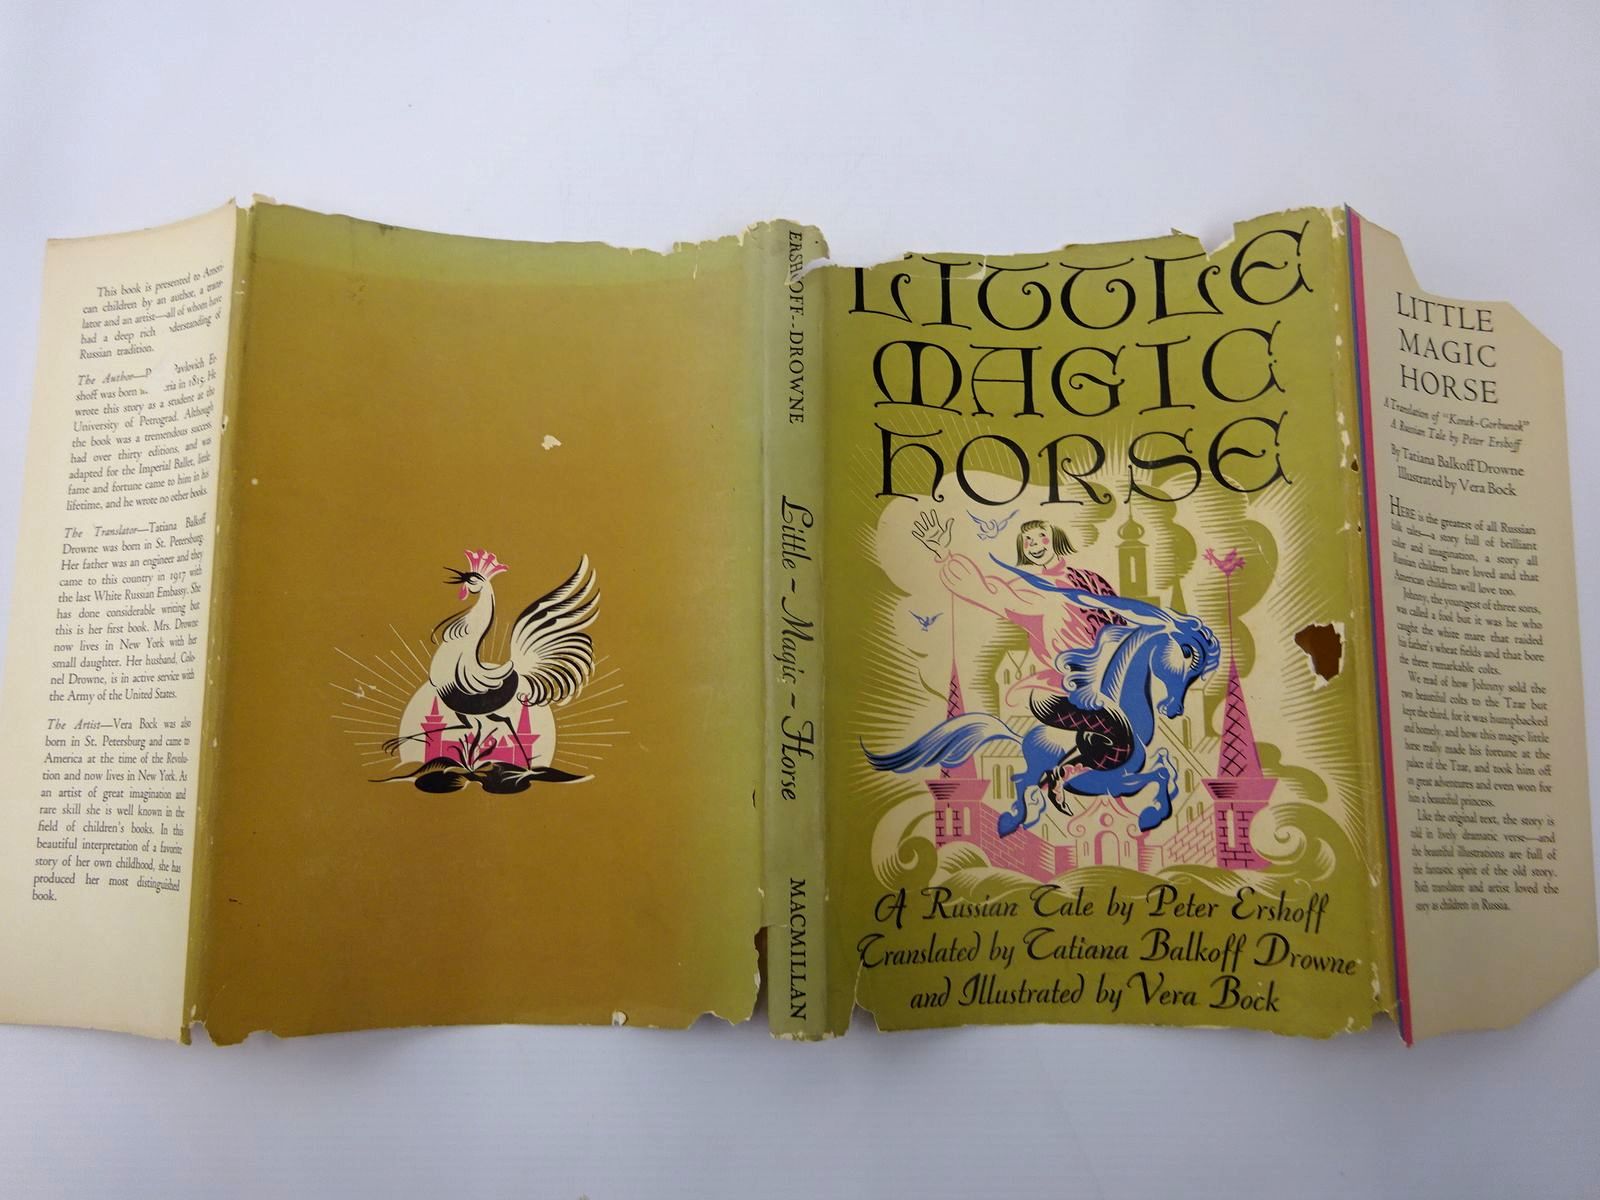 This book is presented to Ameri-
can children by an author, a trans-
lator and an artist—all of whom have
had a deep rich nderstanding of
Russian tradition.
The Author—P avlovich Er-
shoff was born ria in 1815. He
wrote this story as a student at the
University of Petrograd. Although
the book was a tremendous success
had over thirty editions, and was
adapted for the Imperial Ballet, little
fame and fortune came to him in his
lifetime, and he wrote no other books.
The Translator—Tatiana Balkoff
Drowne was born in St. Petersburg.
Her father was an engineer and they
came to this country in 1917 with
the last White Russian Embassy. She
has done considerable writing but
this is her first book. Mrs. Drowne
now lives in New York with her
small daughter. Her husband, Colo-
nel Drowne, is in active service with
the Army of the United States.
The Artist—Vera Bock was also
born in St. Petersburg and came to
America at the time of the Revolu-
tion and now lives in New York. As
an artist of great imagination and
rare skill she is well known in the
field of children's books. In this
beautiful interpretation of a favorite
story of her own childhood, she has
produced her most distinguished
book.
ERSHOFF--DROWNE
Little~Magic~Horse
MACMILLAN
LITTLE
MAGIC
HORSE
A Russian Tale by Peter Ershoff
Translated by Tatiana Balkoff Drowne
and Illustrated by Vera Bock
LITTLE
MAGIC
HORSE
A Translation of "Konek-Gorbunok"
A Russian Tale by Peter Ershoff
By Tatiana Balkoff Drowne
Illustrated by Vera Bock
HERE is the greatest of all Russian
folk tales—a story full of brilliant
color and imagination, a story all
Russian children have loved and that
American children will love too.
Johnny, the youngest of three sons,
was called a fool but it was he who
caught the white mare that raided
his father's wheat fields and that bore
the three remarkable colts.
We read of how Johnny sold the
two beautiful colts to the Tzar but
kept the third, for it was humpbacked
and homely, and how this magic little
horse really made his fortune at the
palace of the Tzar, and took him off
on great adventures and even won for
him a beautiful princess.
Like the original text, the story is
told in lively dramatic verse—and
the beautiful illustrations are full of
the fantastic spirit of the old story.
Both translator and artist loved the
story as children in Russia.